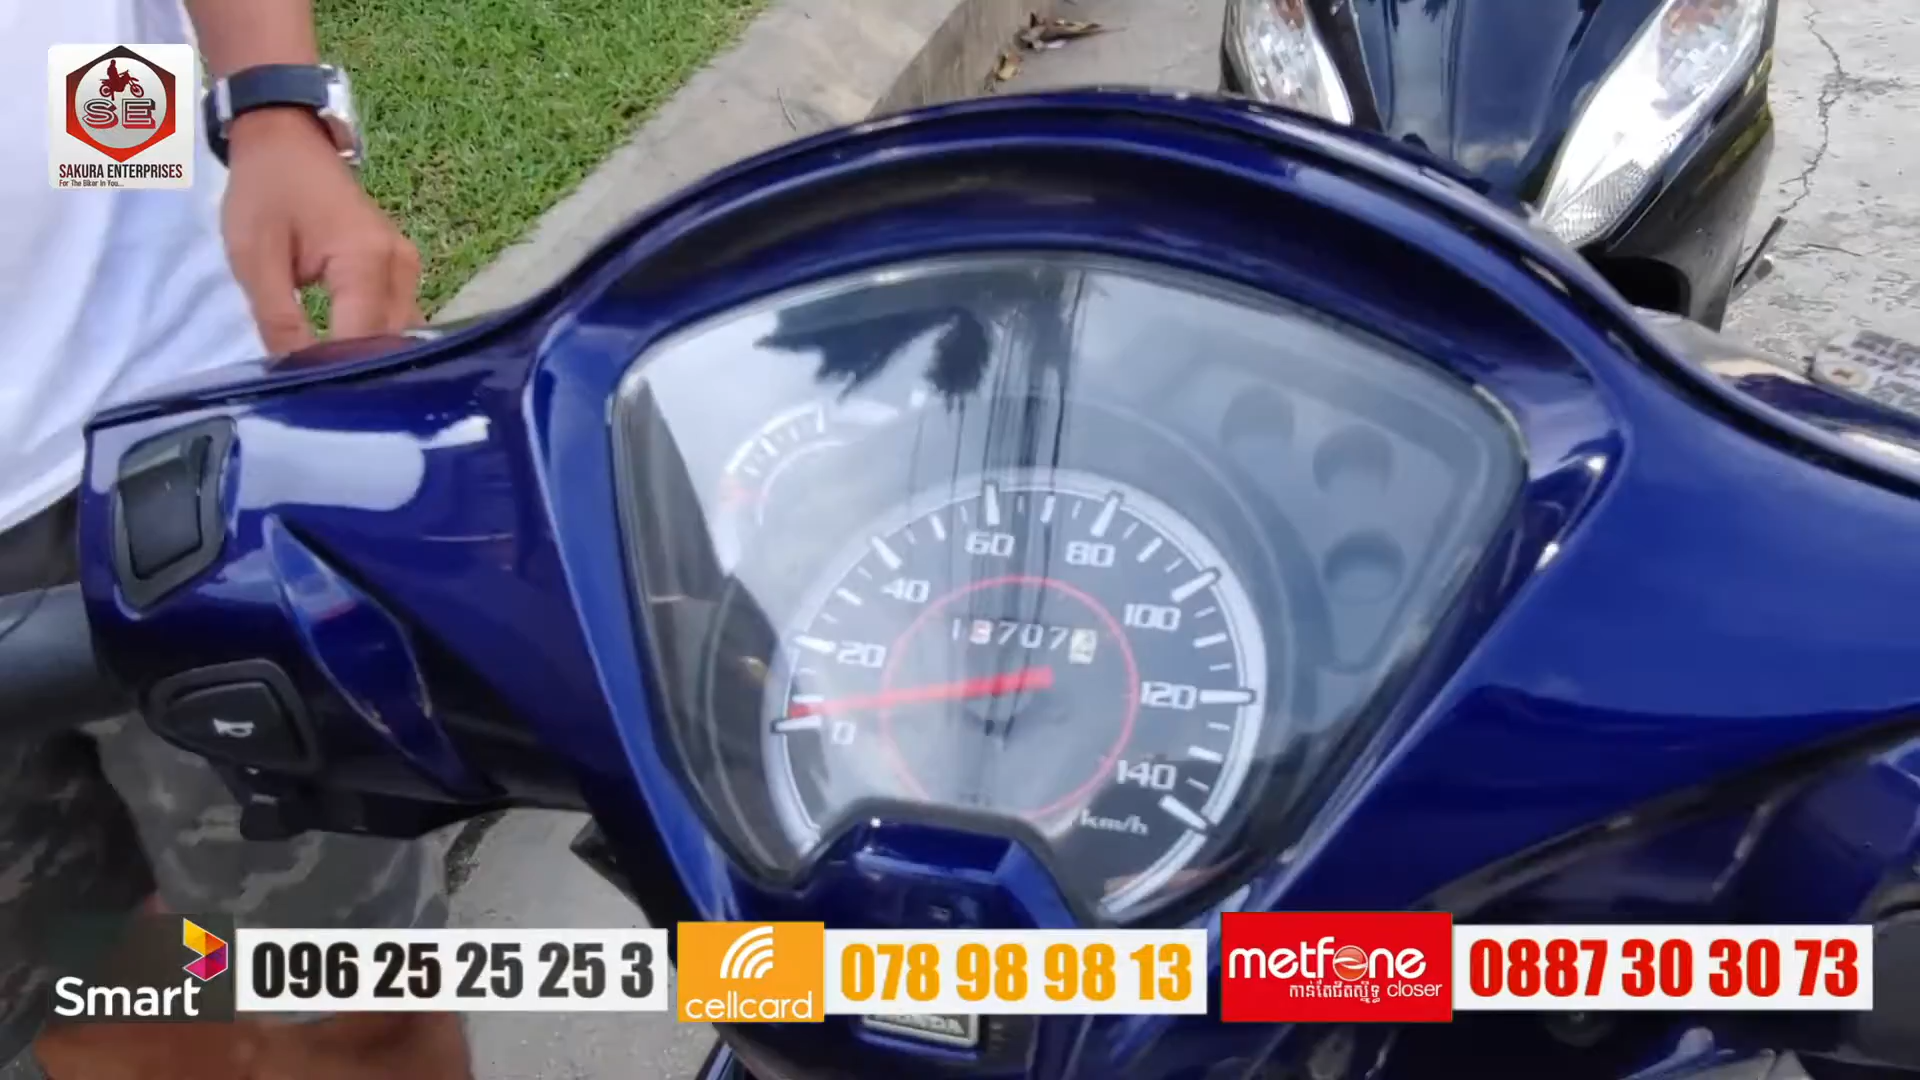 SE
SAKURA ENTERPRISES
For The Biker In You...
60
80
40
100
20
120
0
140
km/h
Smart
096 25 25 25 3
cellcard
078 98 98 13
metfone
កាន់តែជិតស្និទ្ធ closer
0887 30 30 73
HONDA